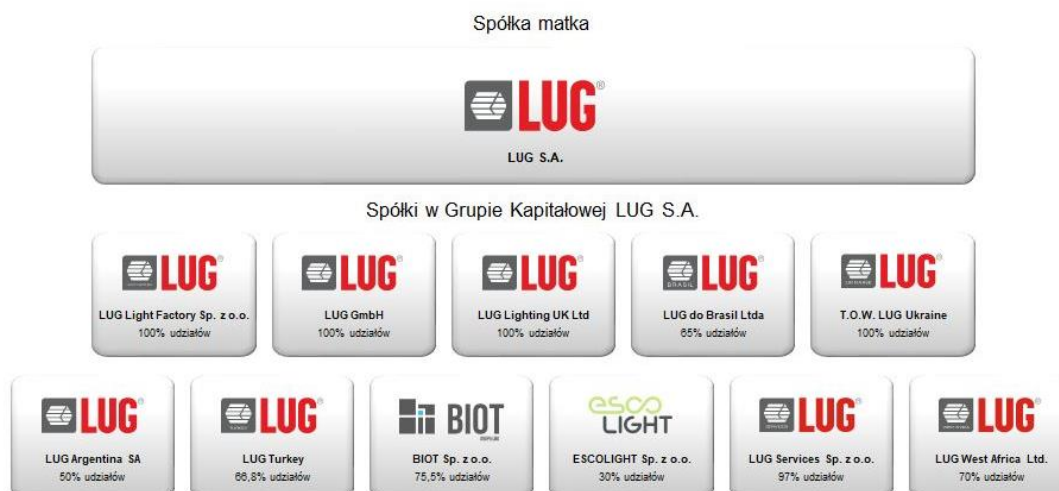 Spółka matka
LUG®
LUG S.A.
Spółki w Grupie Kapitałowej LUG S.A.
LUG LUG LUG LUG LUG
BRASIL UKRAINE
LUG Light Factory Sp. z o.o. LUG GmbH LUG Lighting UK Ltd LUG do Brasil Ltda T.O.W. LUG Ukraine
100% udziałów 100% udziałów 100% udziałów 65% udziałów 100% udziałów
LUG LUG BIOT esco LIGHT LUG LUG
LUG Argentina SA LUG Turkey BIOT Sp. z o.o. ESCOLIGHT Sp. z o.o. LUG Services Sp. z o.o. LUG West Africa Ltd.
50% udziałów 66,8% udziałów 75,5% udziałów 30% udziałów 97% udziałów 70% udziałów